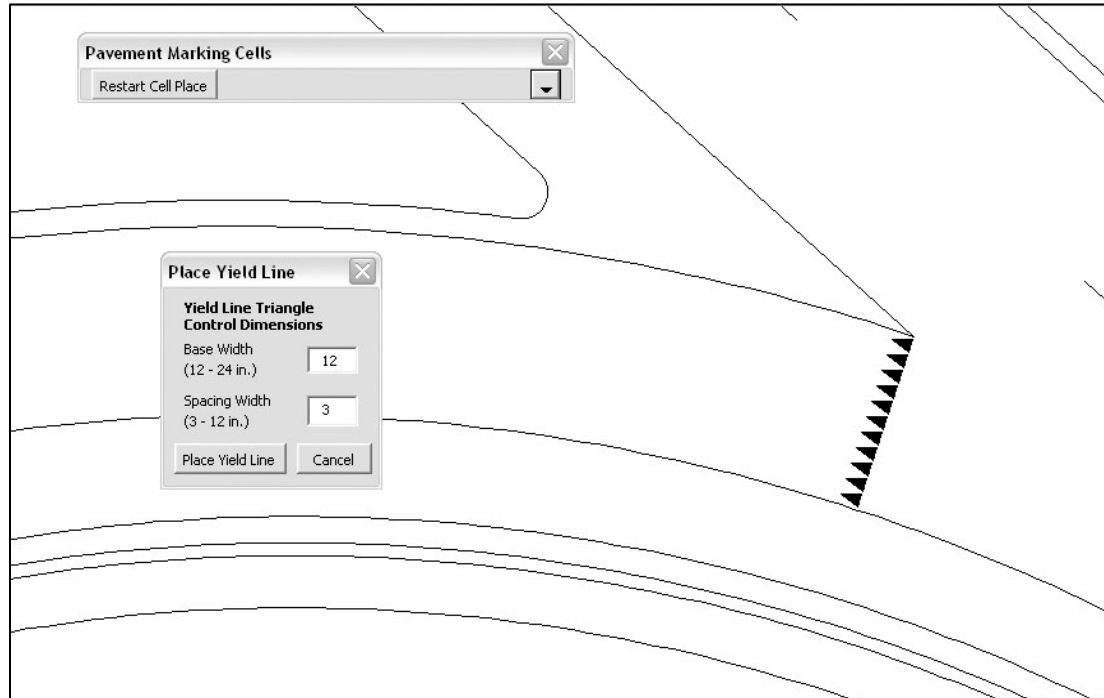 Pavement Marking Cells
Restart Cell Place
Place Yield Line
Yield Line Triangle
Control Dimensions
Base Width
(12 - 24 in.)
12
Spacing Width
(3 - 12 in.)
3
Place Yield Line
Cancel